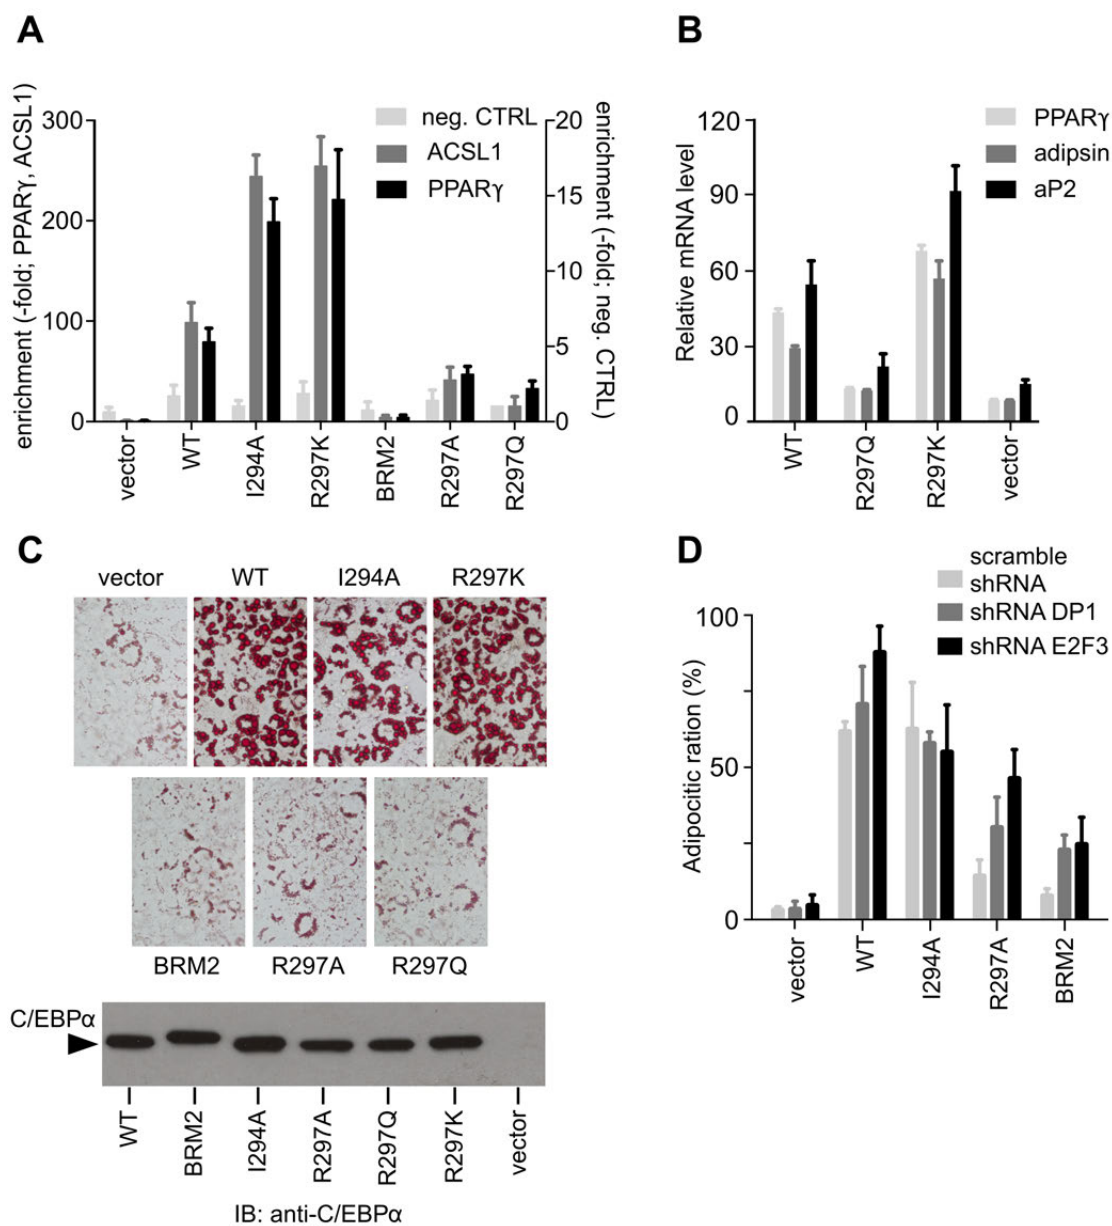 A
enrichment (-fold; PPARγ, ACSL1)
300
200
100
0
neg. CTRL
ACSL1
PPARγ
20
15
10
5
0
enrichment (-fold; neg. CTRL)
vector
WT
I294A
R297K
BRM2
R297A
R297Q
B
Relative mRNA level
120
90
60
30
0
PPARγ
adipsin
aP2
WT
R297Q
R297K
vector
C
vector WT I294A R297K
BRM2 R297A R297Q
C/EBPα
WT
BRM2
I294A
R297A
R297Q
R297K
vector
IB: anti-C/EBPα
D
scramble
shRNA
shRNA DP1
shRNA E2F3
Adipocitic ration (%)
100
50
0
vector
WT
I294A
R297A
BRM2